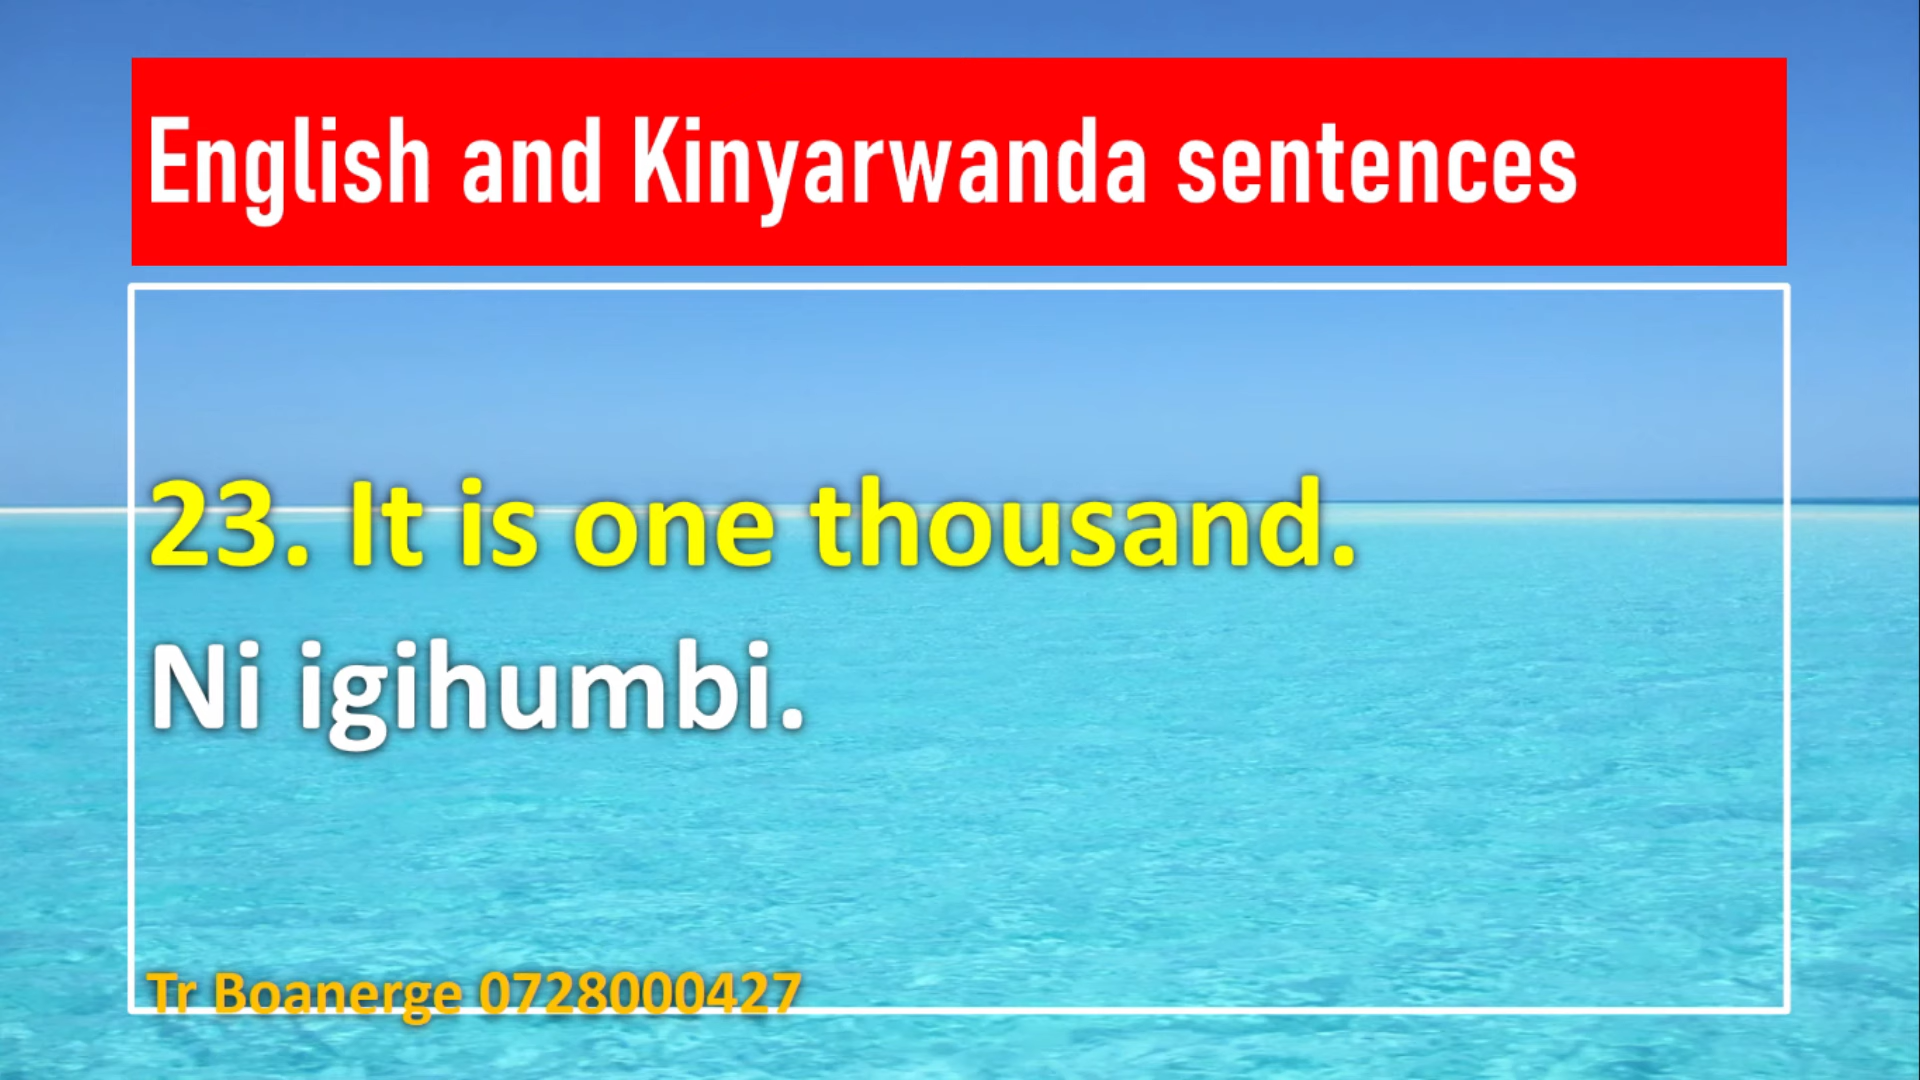 English and Kinyarwanda sentences
23. It is one thousand.
Ni igihumbi.
Tr Boanerge 0728000427